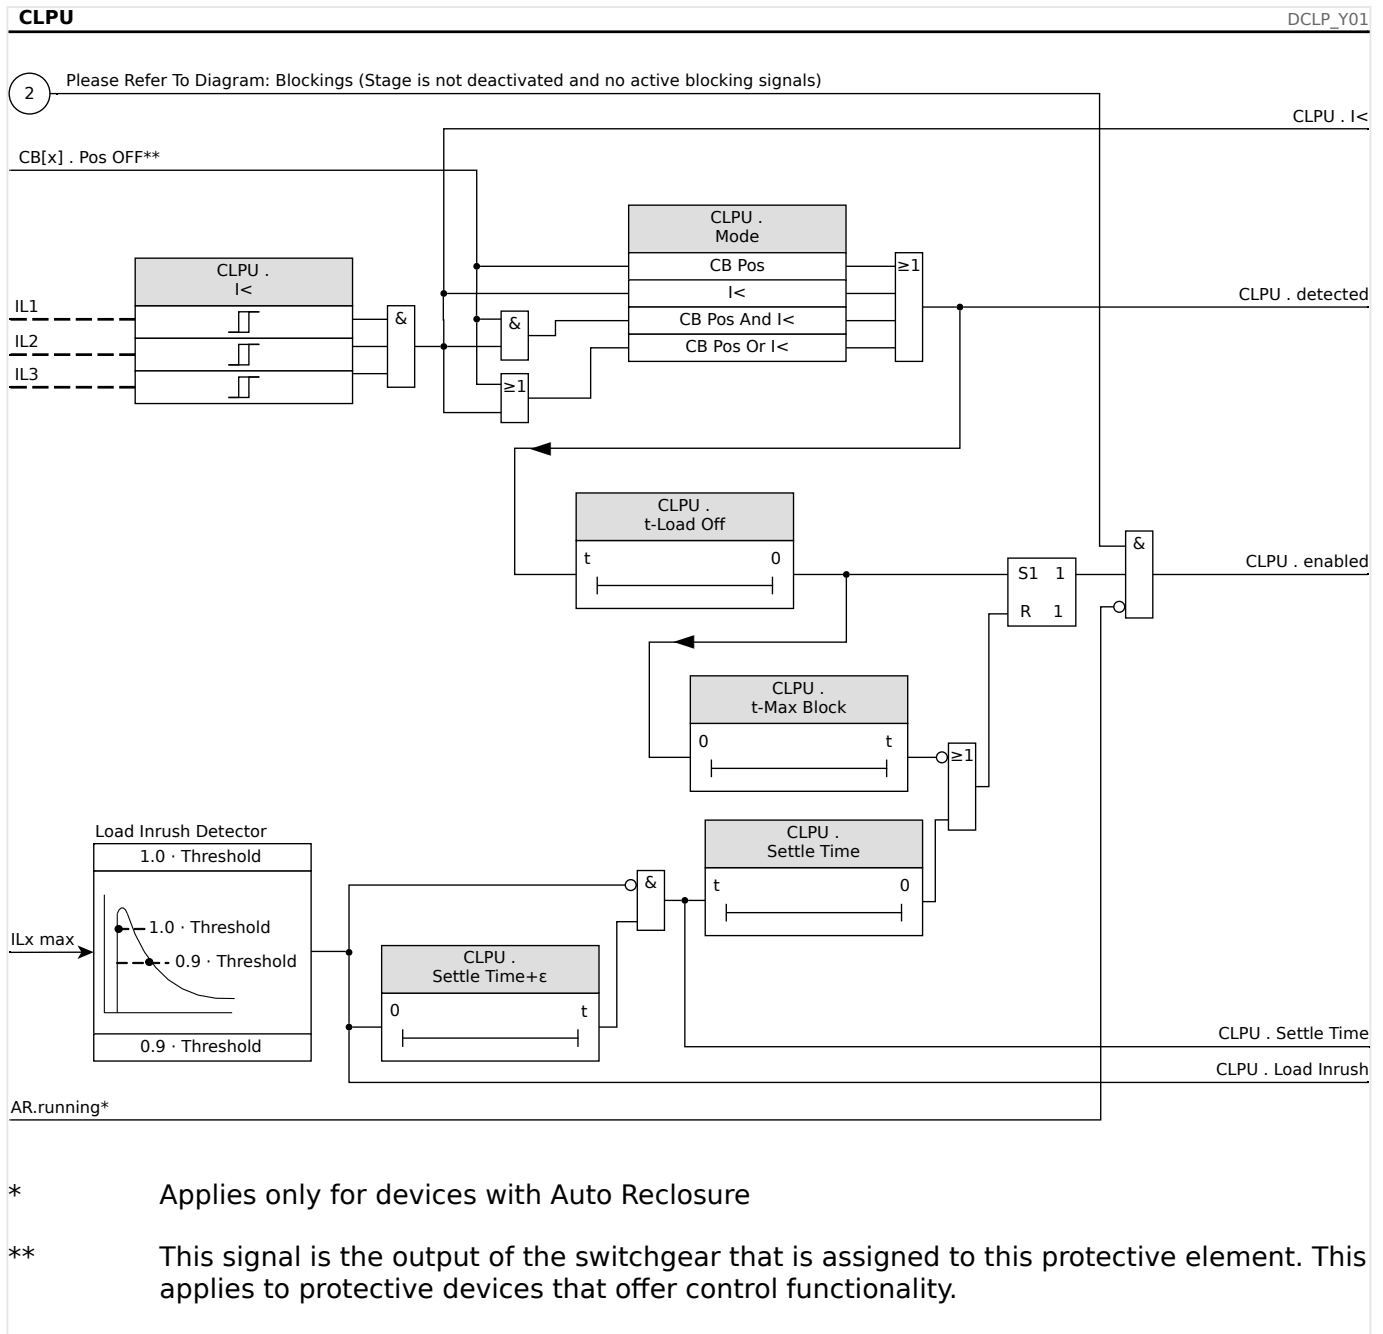 CLPU
DCLP_Y01
2
Please Refer To Diagram: Blockings (Stage is not deactivated and no active blocking signals)
CLPU . I<
CB[x] . Pos OFF**
CLPU .
Mode
CB Pos
I<
CB Pos And I<
CB Pos Or I<
≥1
CLPU .
I<
IL1
IL2
IL3
&
&
≥1
CLPU . detected
CLPU .
t-Load Off
t 0
S1 1
R 1
&
CLPU . enabled
CLPU .
t-Max Block
0 t
≥1
Load Inrush Detector
1.0 · Threshold
1.0 · Threshold
0.9 · Threshold
0.9 · Threshold
ILx max
CLPU .
Settle Time+ε
0 t
&
CLPU .
Settle Time
t 0
CLPU . Settle Time
CLPU . Load Inrush
AR.running*
* Applies only for devices with Auto Reclosure
** This signal is the output of the switchgear that is assigned to this protective element. This
applies to protective devices that offer control functionality.